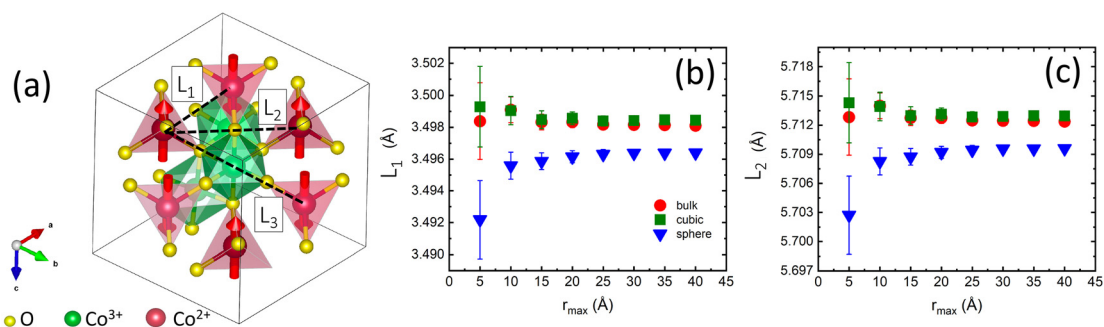 (a)
L₁
L₂
L₃
a
b
c
O
Co³⁺
Co²⁺
(b)
L₁ (Å)
3.502
3.500
3.498
3.496
3.494
3.492
3.490
bulk
cubic
sphere
0 5 10 15 20 25 30 35 40 45
rₘₐₓ (Å)
(c)
L₂ (Å)
5.718
5.715
5.712
5.709
5.706
5.703
5.700
5.697
0 5 10 15 20 25 30 35 40 45
rₘₐₓ (Å)